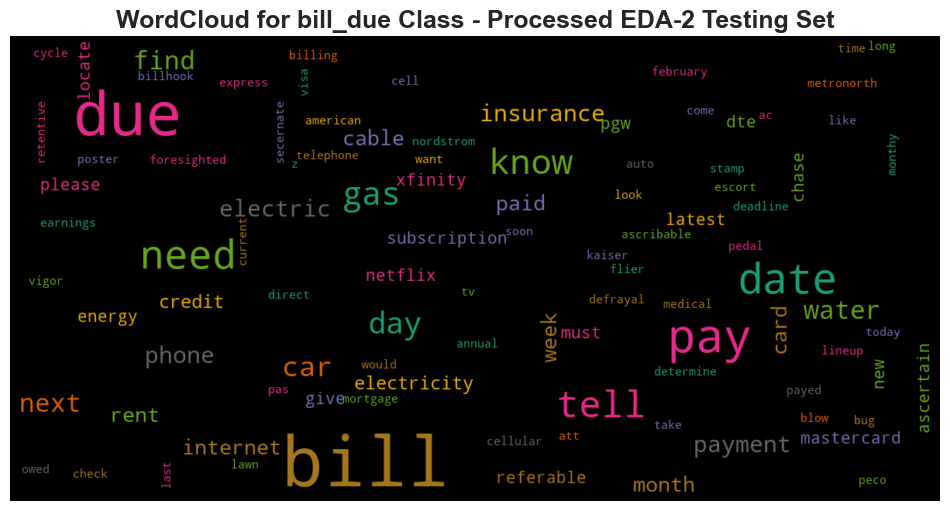 WordCloud for bill_due Class - Processed EDA-2 Testing Set
cycle
locate
find
billing
time
long
billhook
express
visa
cell
february
metronorth
due
retentive
secernate
american
insurance
pgw
come
dte
ac
like
cable
nordstrom
poster
foresighted
z
telephone
want
know
auto
stamp
chase
monthy
please
gas
xfinity
escort
look
deadline
electric
paid
latest
earnings
current
subscription
soon
ascribable
pedal
need
kaiser
flier
netflix
date
vigor
direct
tv
defrayal
medical
credit
energy
day
week
must
pay
card
water
today
phone
annual
lineup
car
would
electricity
determine
new
ascertain
next
pas
give
mortgage
tell
payed
rent
blow
bug
internet
bill
cellular
att
take
payment
mastercard
owed
check
last
lawn
referable
month
peco